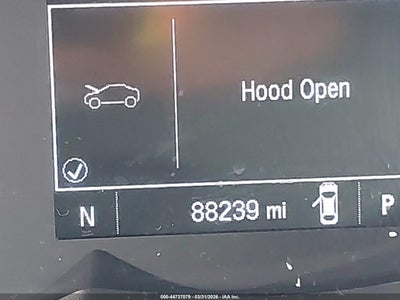 Hood Open
N 88239 mi P
000-44737079 - 03/31/2026 - IAA Inc.